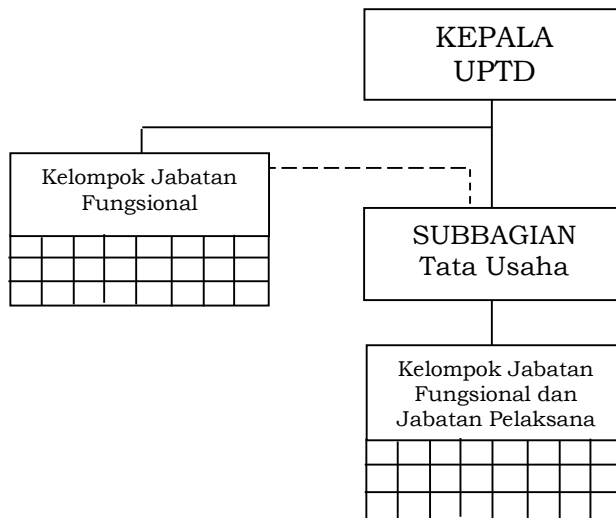 KEPALA
UPTD
Kelompok Jabatan
Fungsional
SUBBAGIAN
Tata Usaha
Kelompok Jabatan
Fungsional dan
Jabatan Pelaksana